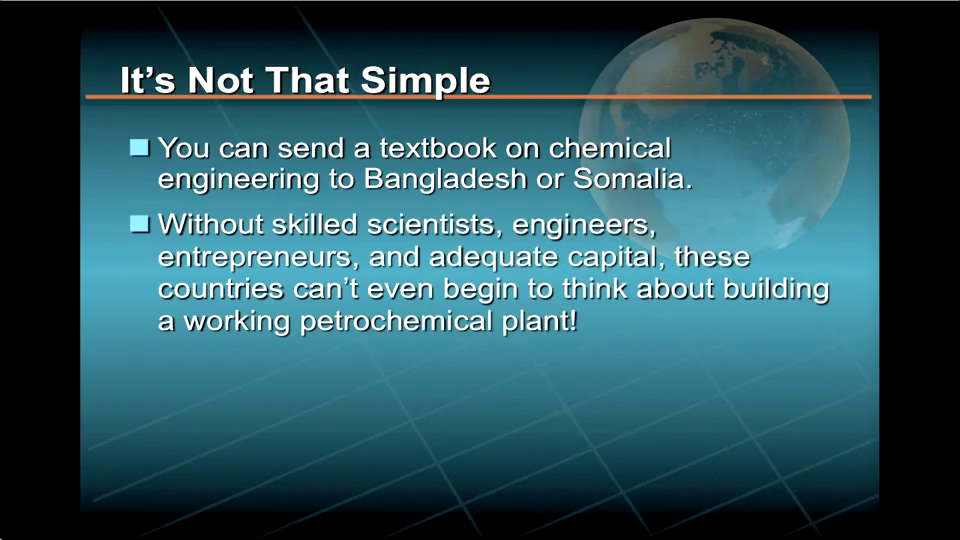 It’s Not That Simple
You can send a textbook on chemical
engineering to Bangladesh or Somalia.
Without skilled scientists, engineers,
entrepreneurs, and adequate capital, these
countries can’t even begin to think about building
a working petrochemical plant!